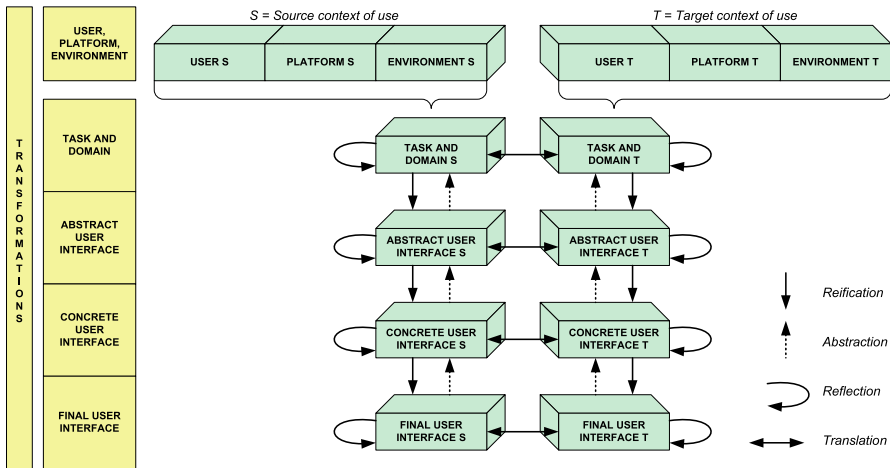 S = Source context of use
T = Target context of use
USER,
PLATFORM,
ENVIRONMENT
USER S
PLATFORM S
ENVIRONMENT S
USER T
PLATFORM T
ENVIRONMENT T
TRANSFORMATIONS
TASK AND
DOMAIN
TASK AND
DOMAIN S
TASK AND
DOMAIN T
ABSTRACT
USER
INTERFACE
ABSTRACT USER
INTERFACE S
ABSTRACT USER
INTERFACE T
CONCRETE
USER
INTERFACE
CONCRETE USER
INTERFACE S
CONCRETE USER
INTERFACE T
FINAL USER
INTERFACE
FINAL USER
INTERFACE S
FINAL USER
INTERFACE T
Reification
Abstraction
Reflection
Translation